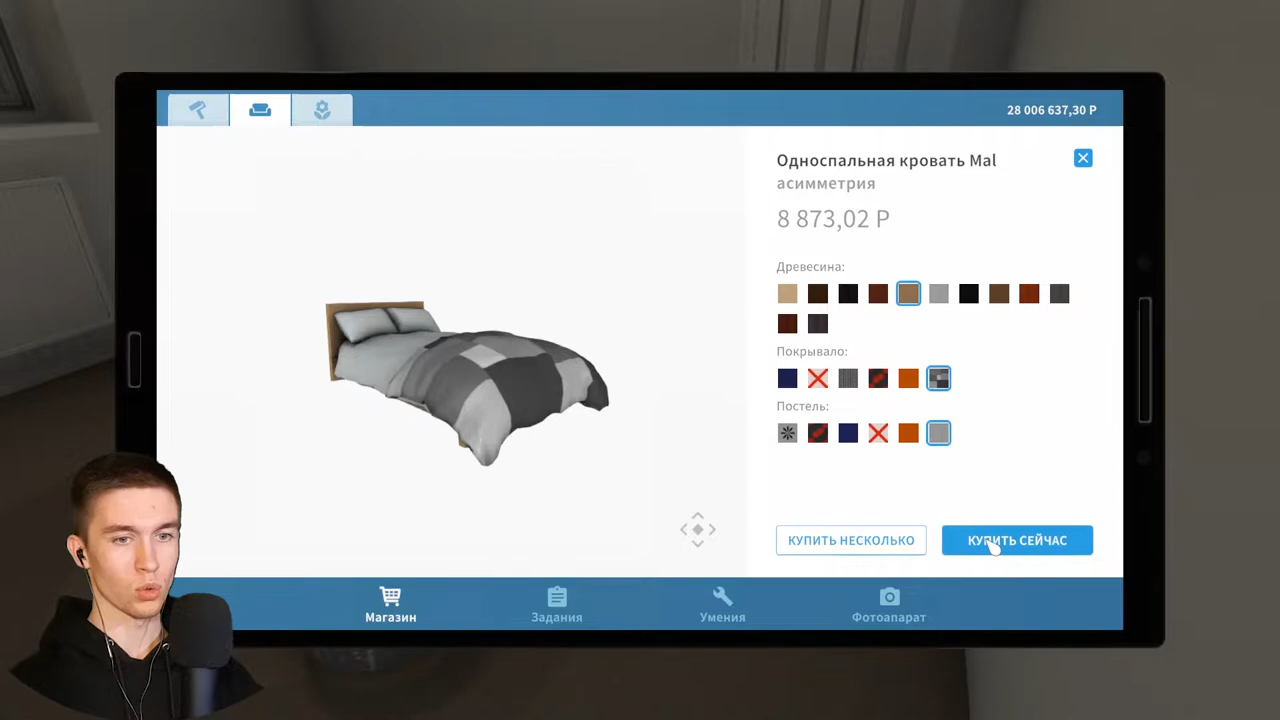 28 006 637,30 Р
Односпальная кровать Mal
асимметрия
8 873,02 Р
Древесина:
Покрывало:
Постель:
КУПИТЬ НЕСКОЛЬКО
КУПИТЬ СЕЙЧАС
Магазин
Задания
Умения
Фотоаппарат